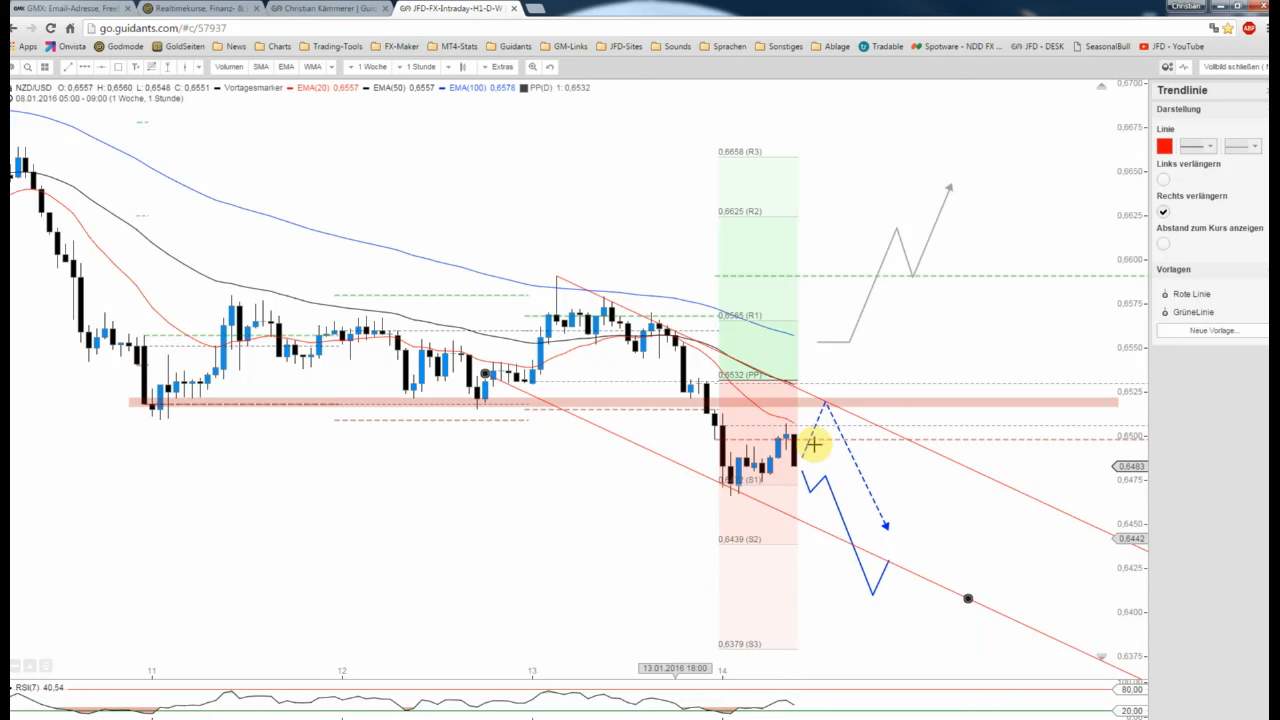 GMX: Email-Adresse, FreeM
Realtimekurse, Finanz- & B
Christian Kämmerer | Guid
JFD-FX-Intraday-H1-D-W |
Christian
go.guidants.com/#c/57937
Apps
Onvista
Godmode
GoldSeiten
News
Charts
Trading-Tools
FX-Maker
MT4-Stats
Guidants
GM-Links
JFD-Sites
Sounds
Sprachen
Sonstiges
Ablage
Tradable
Spotware - NDD FX ...
JFD - DESK
SeasonalBull
JFD - YouTube
Volumen
SMA
EMA
WMA
1 Woche
1 Stunde
Extras
Vollbild schließen (
NZD/USD O: 0,6557 H: 0,6560 L: 0,6548 C: 0,6551 Vortagesmarker EMA(20) 0,6557 EMA(50) 0,6557 EMA(100) 0,6578 PP(D) 1: 0,6532
08.01.2016 05:00 - 09:00 (1 Woche, 1 Stunde)
0,6658 (R3)
0,6625 (R2)
0,6565 (R1)
0,6532 (PP)
(S1)
0,6439 (S2)
0,6379 (S3)
0,6700
0,6675
0,6650
0,6625
0,6600
0,6575
0,6550
0,6525
0,6500
0,6483
0,6475
0,6450
0,6442
0,6425
0,6400
0,6375
11
12
13
13.01.2016 18:00
14
RSI(7) 40,54
100,00
80,00
20,00
Trendlinie
Darstellung
Linie
Links verlängern
Rechts verlängern
Abstand zum Kurs anzeigen
Vorlagen
Rote Linie
GrüneLinie
Neue Vorlage...